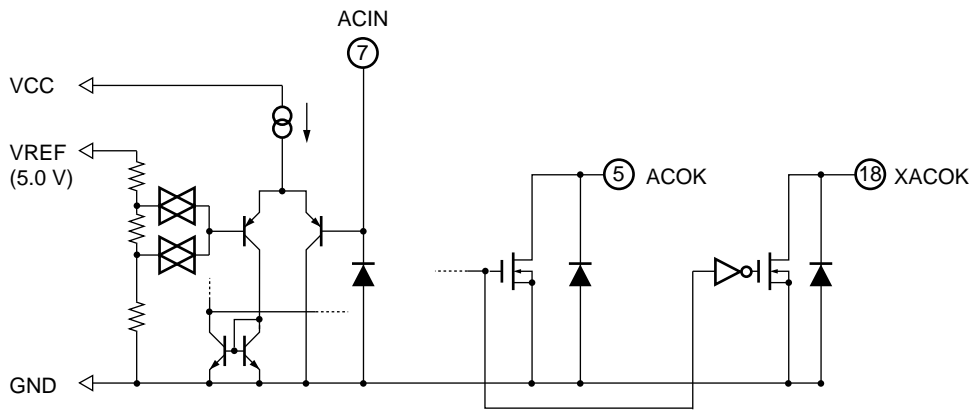 ACIN
7
VCC
VREF
(5.0 V)
5 ACOK
18 XACOK
GND